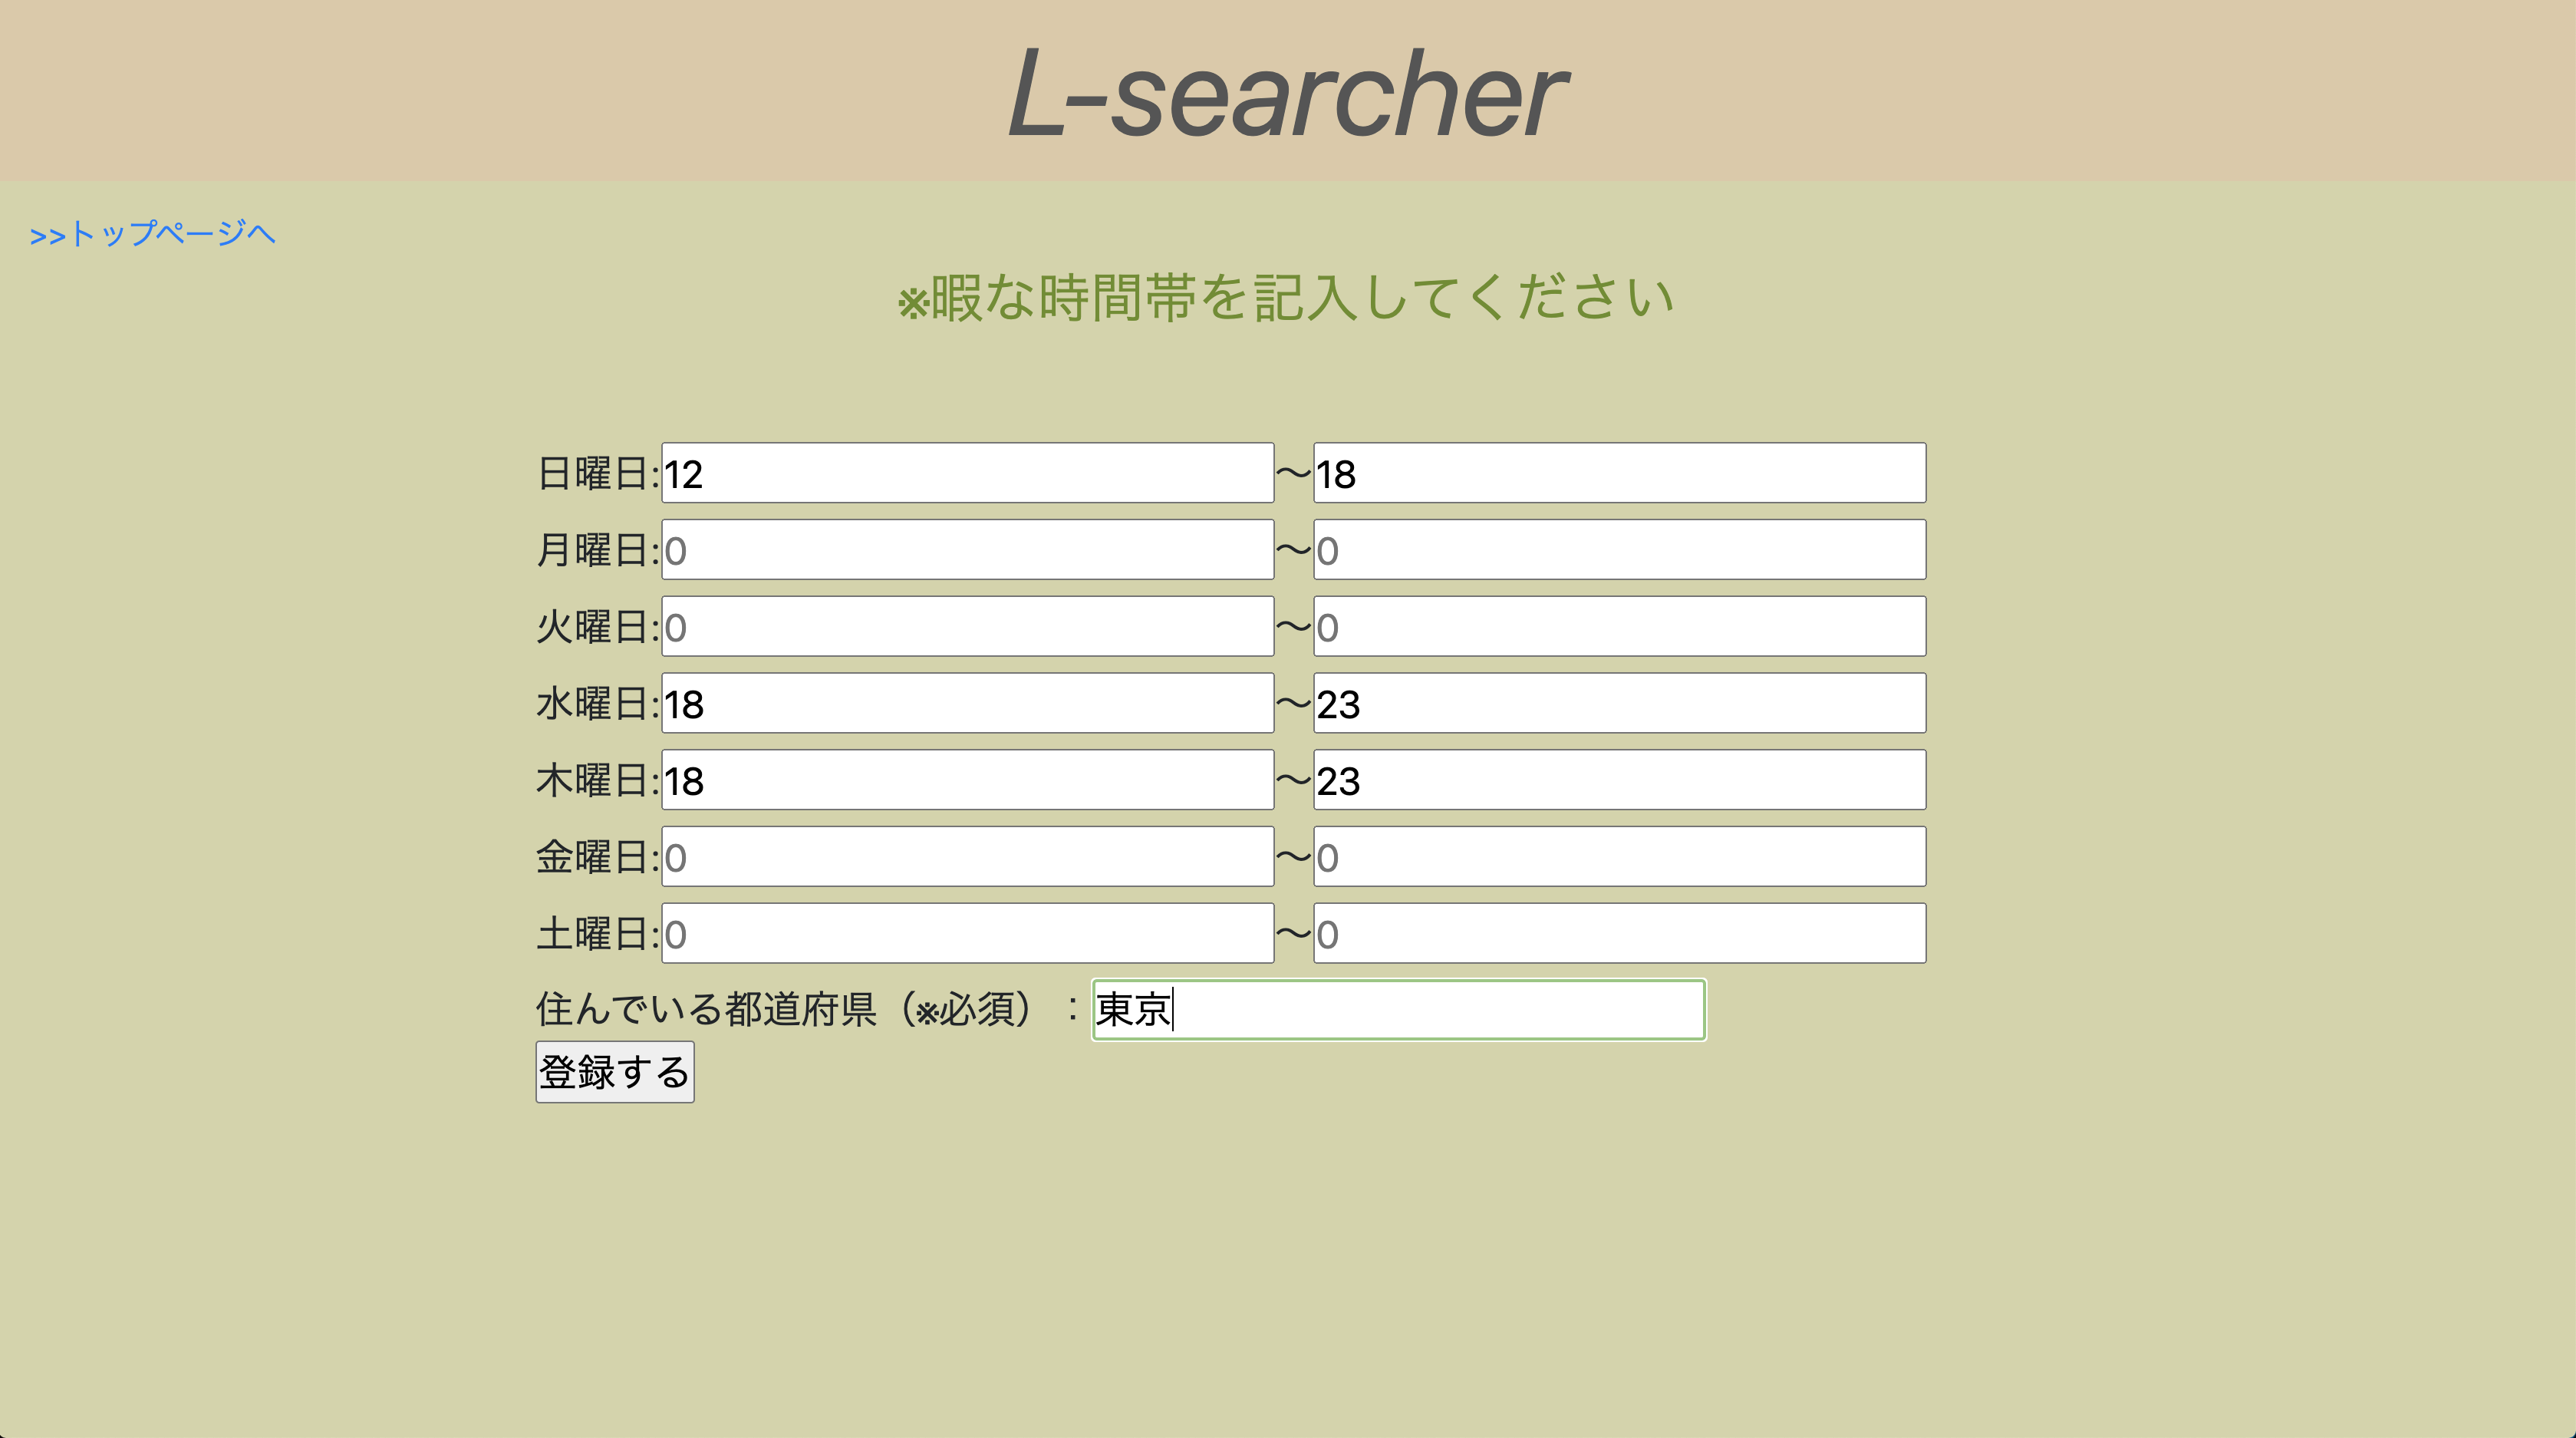 L-searcher
>>トップページへ
※暇な時間帯を記入してください
日曜日:12〜18
月曜日:0〜0
火曜日:0〜0
水曜日:18〜23
木曜日:18〜23
金曜日:0〜0
土曜日:0〜0
住んでいる都道府県（※必須）：東京
登録する